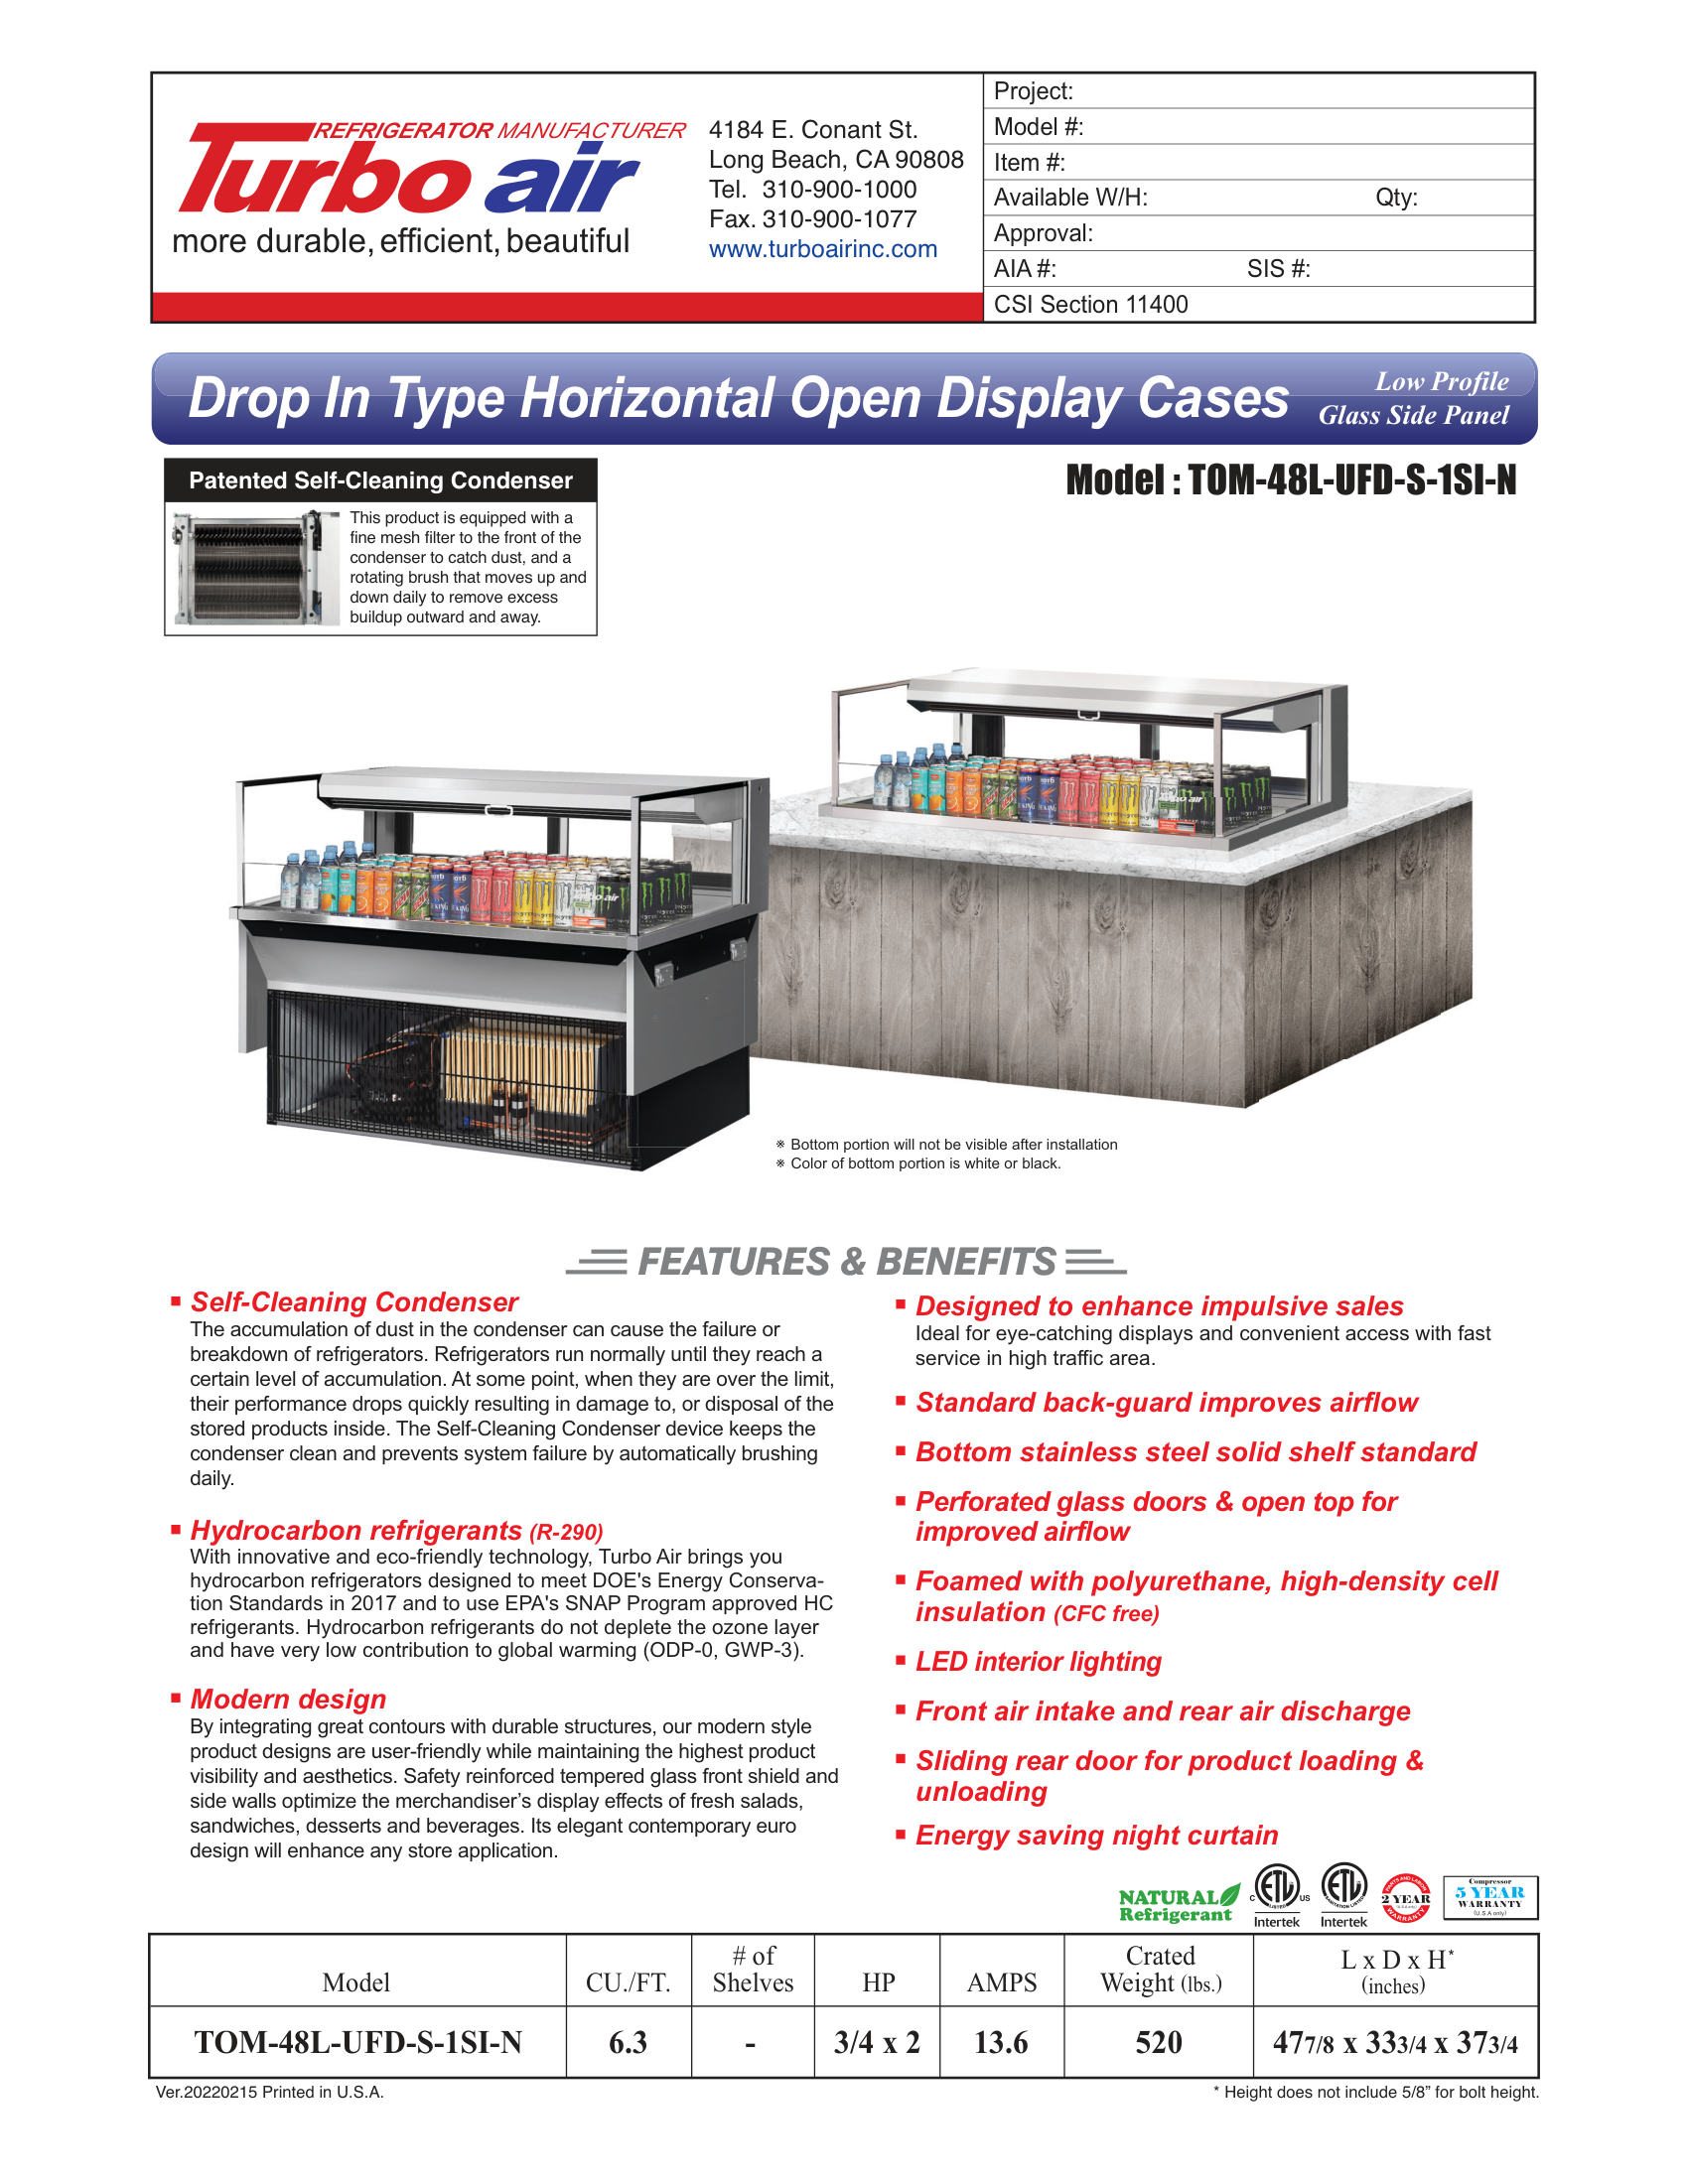 REFRIGERATOR MANUFACTURER
Turbo air
more durable, efficient, beautiful
4184 E. Conant St.
Long Beach, CA 90808
Tel. 310-900-1000
Fax. 310-900-1077
www.turboairinc.com
Project:
Model #:
Item #:
Available W/H: Qty:
Approval:
AIA #: SIS #:
CSI Section 11400
Drop In Type Horizontal Open Display Cases
Low Profile
Glass Side Panel
Patented Self-Cleaning Condenser
This product is equipped with a
fine mesh filter to the front of the
condenser to catch dust, and a
rotating brush that moves up and
down daily to remove excess
buildup outward and away.
Model : TOM-48L-UFD-S-1SI-N
※ Bottom portion will not be visible after installation
※ Color of bottom portion is white or black.
FEATURES & BENEFITS
▪ Self-Cleaning Condenser
The accumulation of dust in the condenser can cause the failure or
breakdown of refrigerators. Refrigerators run normally until they reach a
certain level of accumulation. At some point, when they are over the limit,
their performance drops quickly resulting in damage to, or disposal of the
stored products inside. The Self-Cleaning Condenser device keeps the
condenser clean and prevents system failure by automatically brushing
daily.
▪ Hydrocarbon refrigerants (R-290)
With innovative and eco-friendly technology, Turbo Air brings you
hydrocarbon refrigerators designed to meet DOE's Energy Conserva-
tion Standards in 2017 and to use EPA's SNAP Program approved HC
refrigerants. Hydrocarbon refrigerants do not deplete the ozone layer
and have very low contribution to global warming (ODP-0, GWP-3).
▪ Modern design
By integrating great contours with durable structures, our modern style
product designs are user-friendly while maintaining the highest product
visibility and aesthetics. Safety reinforced tempered glass front shield and
side walls optimize the merchandiser's display effects of fresh salads,
sandwiches, desserts and beverages. Its elegant contemporary euro
design will enhance any store application.
▪ Designed to enhance impulsive sales
Ideal for eye-catching displays and convenient access with fast
service in high traffic area.
▪ Standard back-guard improves airflow
▪ Bottom stainless steel solid shelf standard
▪ Perforated glass doors & open top for
improved airflow
▪ Foamed with polyurethane, high-density cell
insulation (CFC free)
▪ LED interior lighting
▪ Front air intake and rear air discharge
▪ Sliding rear door for product loading &
unloading
▪ Energy saving night curtain
NATURAL
Refrigerant
C ETL US
LISTED
Intertek
ETL
Intertek
PARTS AND LABOR
2 YEAR
WARRANTY
Compressor
5 YEAR
WARRANTY
(U.S.A only)
Model CU./FT. # of Shelves HP AMPS Crated Weight (lbs.) L x D x H* (inches)
TOM-48L-UFD-S-1SI-N 6.3 - 3/4 x 2 13.6 520 477/8 x 333/4 x 373/4
Ver.20220215 Printed in U.S.A.
* Height does not include 5/8” for bolt height.